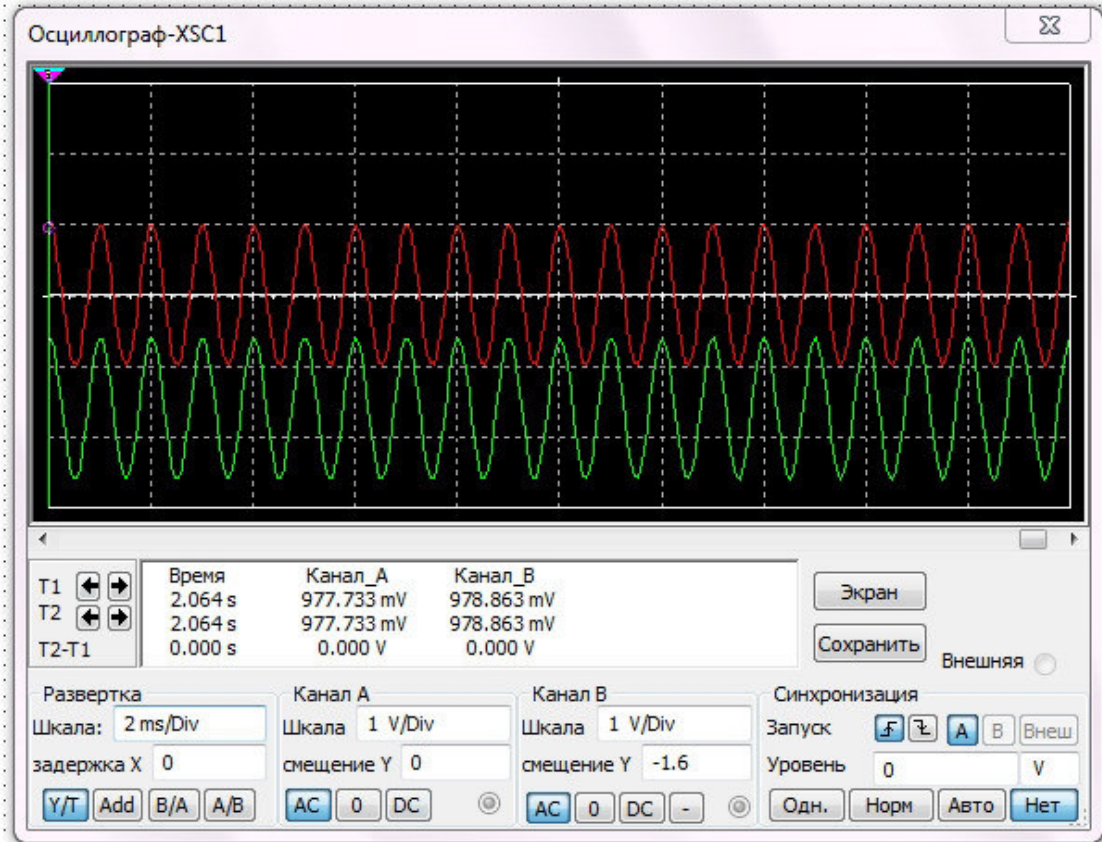 Осциллограф-XSC1
T1
T2
T2-T1
Время Канал_A Канал_B
2.064 s 977.733 mV 978.863 mV
2.064 s 977.733 mV 978.863 mV
0.000 s 0.000 V 0.000 V
Экран
Сохранить
Внешняя
Развертка
Шкала: 2 ms/Div
задержка X 0
Y/T Add B/A A/B
Канал A
Шкала 1 V/Div
смещение Y 0
AC 0 DC
Канал B
Шкала 1 V/Div
смещение Y -1.6
AC 0 DC -
Синхронизация
Запуск A B Внеш
Уровень 0 V
Одн. Норм Авто Нет